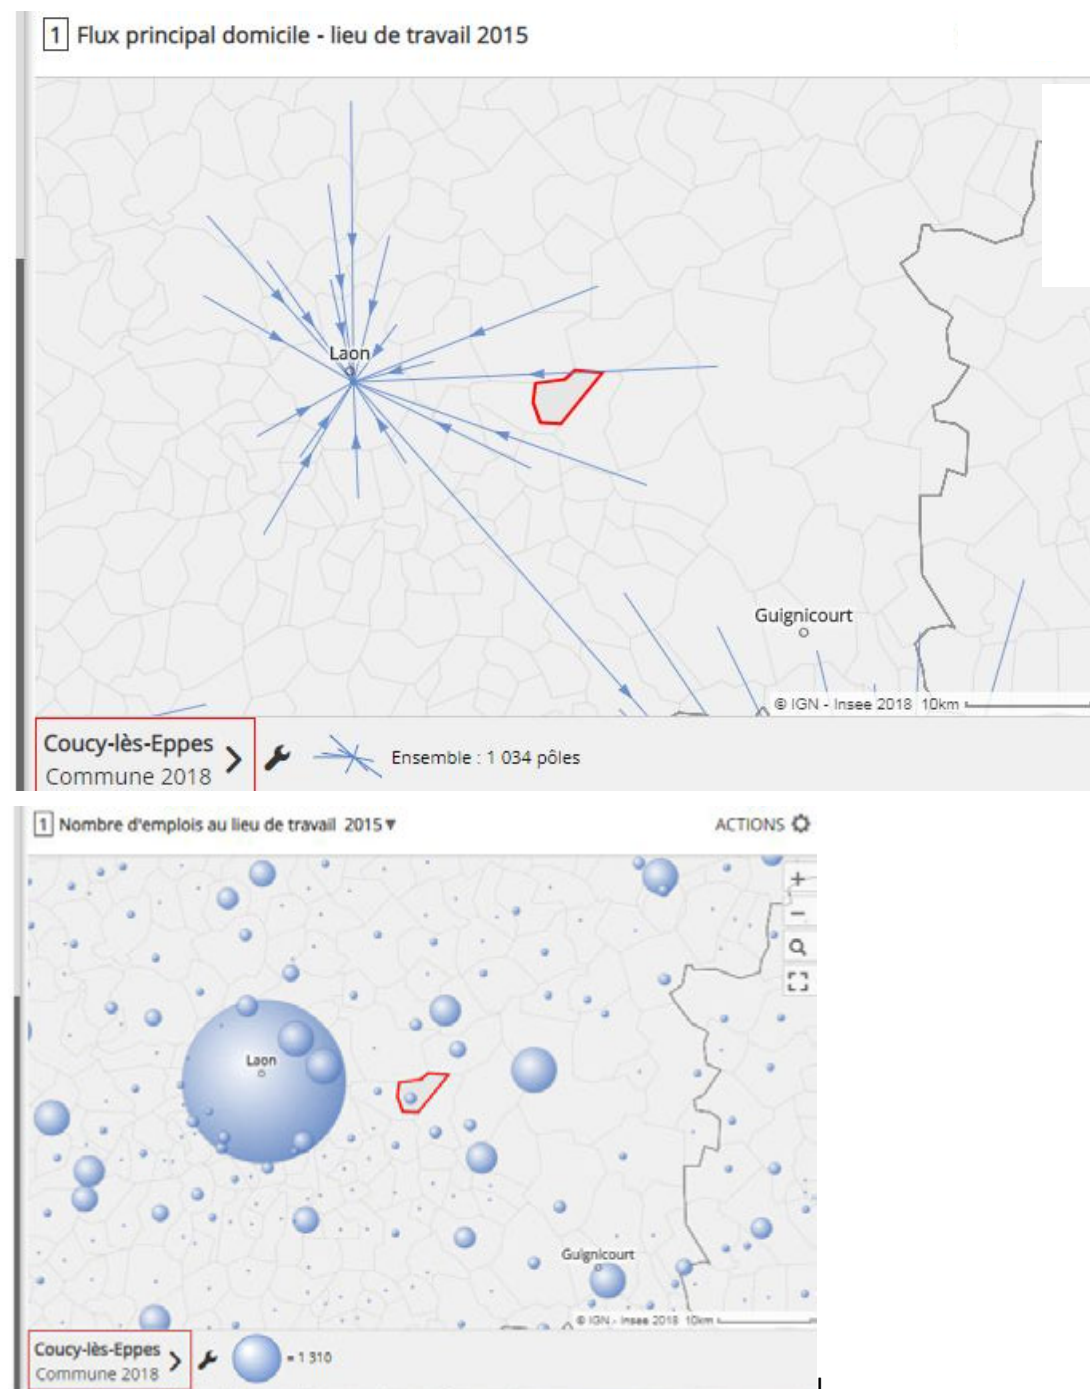 1 Flux principal domicile - lieu de travail 2015
Laon
Guignicourt
© IGN - Insee 2018 10km
Coucy-lès-Eppes
Commune 2018
Ensemble : 1 034 pôles
1 Nombre d'emplois au lieu de travail 2015 ▾
ACTIONS
+
−
Laon
Guignicourt
© IGN - Insee 2018 10km
Coucy-lès-Eppes
Commune 2018
= 1 310